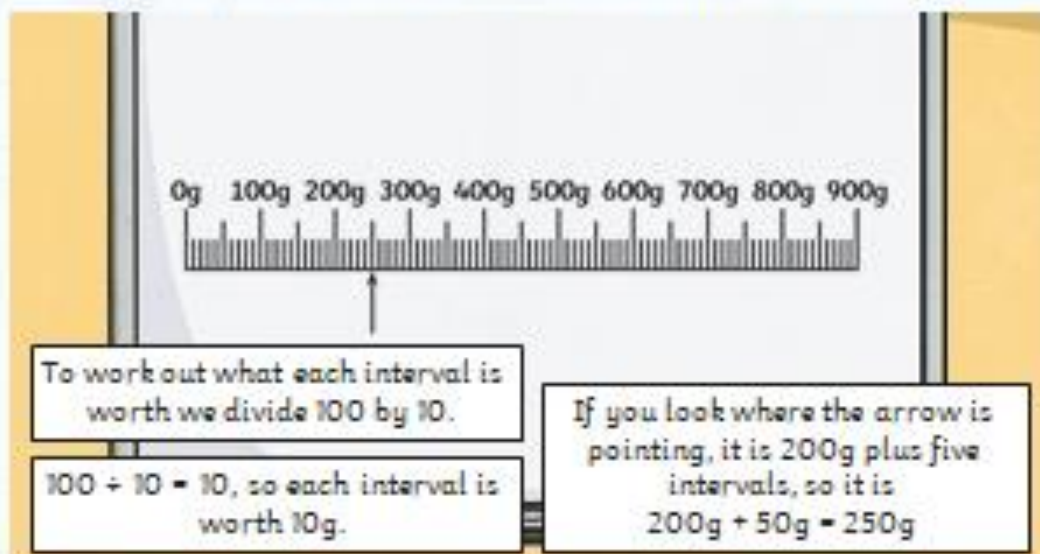 0g 100g 200g 300g 400g 500g 600g 700g 800g 900g
To work out what each interval is
worth we divide 100 by 10.
100 ÷ 10 = 10, so each interval is
worth 10g.
If you look where the arrow is
pointing, it is 200g plus five
intervals, so it is
200g + 50g = 250g